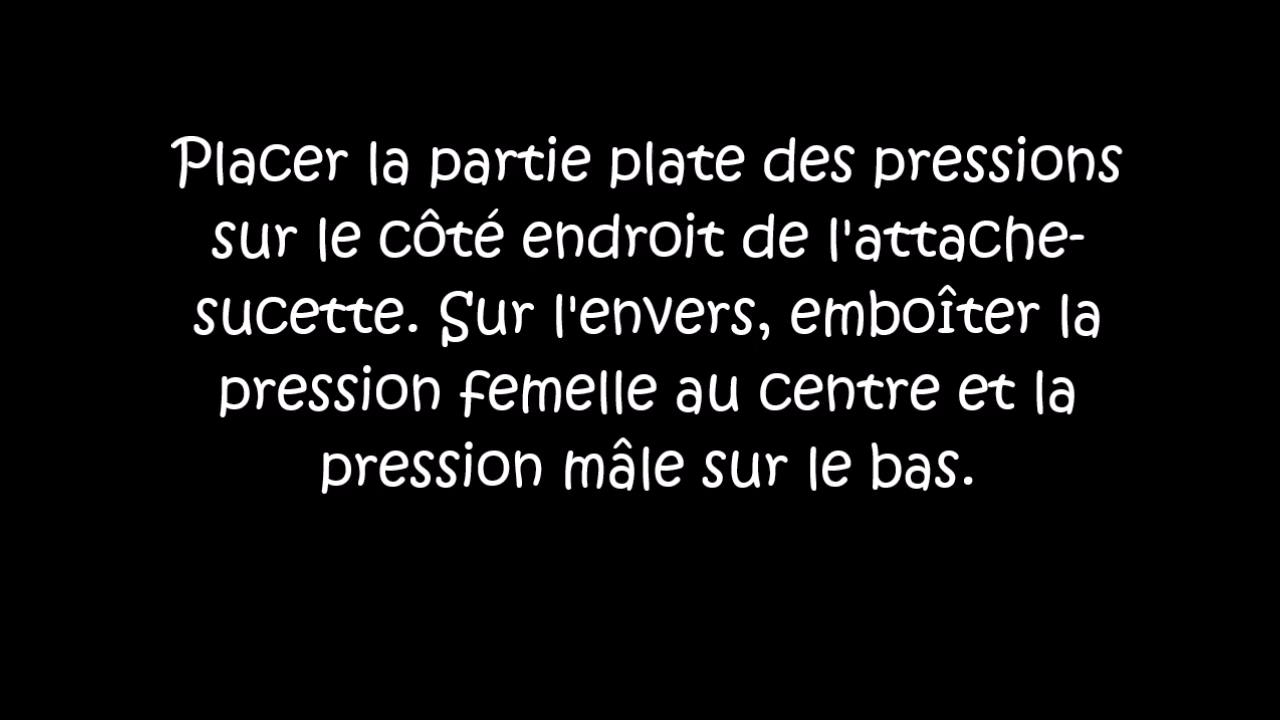 Placer la partie plate des pressions
sur le côté endroit de l'attache-
sucette. Sur l'envers, emboîter la
pression femelle au centre et la
pression mâle sur le bas.